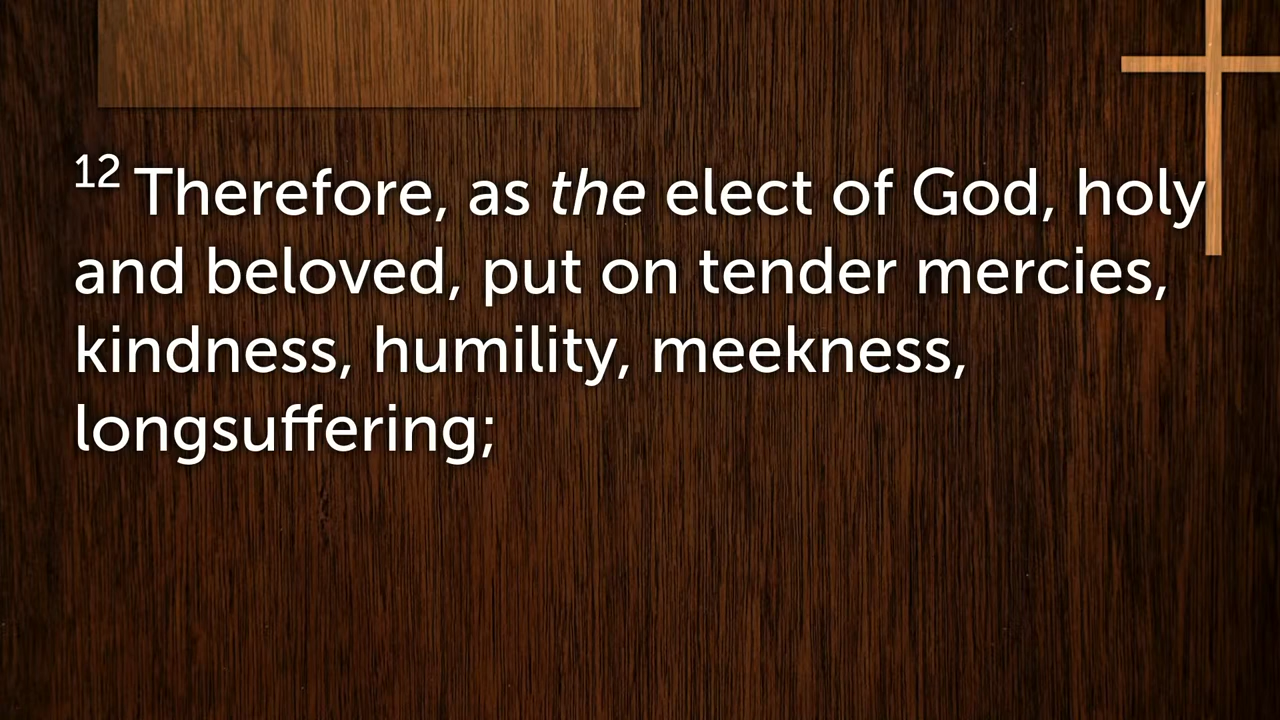 12 Therefore, as the elect of God, holy
and beloved, put on tender mercies,
kindness, humility, meekness,
longsuffering;